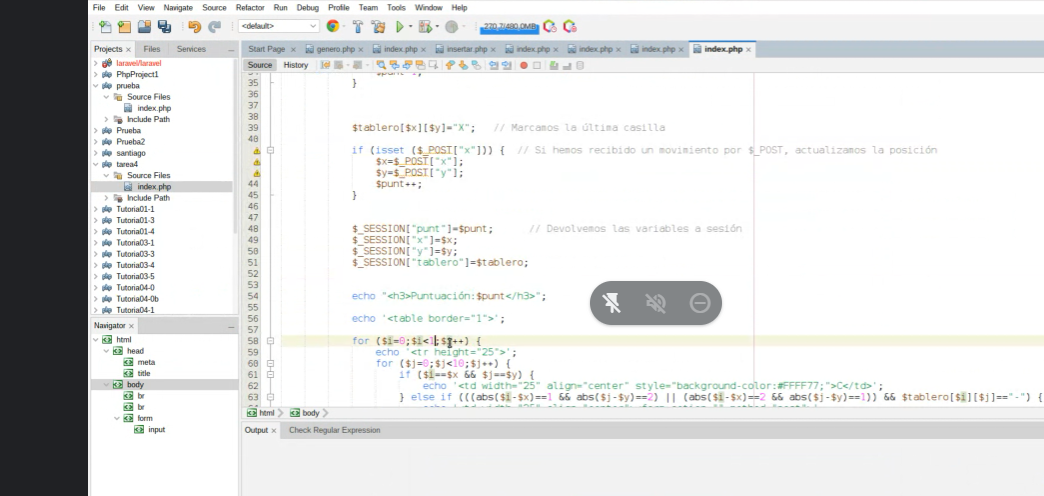 File Edit View Navigate Source Refactor Run Debug Profile Team Tools Window Help
<default> 270,7/480,0MB
Projects × Files Services
Start Page genero.php index.php insertar.php index.php index.php index.php index.php
Source History
laravel/laravel
PhpProject1
prueba
Source Files
index.php
Include Path
Prueba
Prueba2
santiago
tarea4
Source Files
index.php
Include Path
Tutoria01-1
Tutoria01-3
Tutoria01-4
Tutoria03-1
Tutoria03-3
Tutoria03-4
Tutoria03-5
Tutoria04-0
Tutoria04-0b
Tutoria04-1
Navigator ×
html
head
meta
title
body
br
br
form
input
35 }
36
37
38
39 $tablero[$x][$y]="X"; // Marcamos la última casilla
40
if (isset ($_POST["x"])) { // Si hemos recibido un movimiento por $_POST, actualizamos la posición
$x=$_POST["x"];
$y=$_POST["y"];
44 $punt++;
45 }
46
47
48 $_SESSION["punt"]=$punt; // Devolvemos las variables a sesión
49 $_SESSION["x"]=$x;
50 $_SESSION["y"]=$y;
51 $_SESSION["tablero"]=$tablero;
52
53
54 echo "<h3>Puntuación:$punt</h3>";
55
56 echo '<table border="1">';
57
58 for ($i=0;$i<1;$i++) {
59 echo '<tr height="25">';
60 for ($j=0;$j<10;$j++) {
61 if ($i==$x && $j==$y) {
62 echo '<td width="25" align="center" style="background-color:#FFFF77;">C</td>';
63 } else if (((abs($i-$x)==1 && abs($j-$y)==2) || (abs($i-$x)==2 && abs($j-$y)==1)) && $tablero[$i][$j]=="-") {
html body
Output × Check Regular Expression